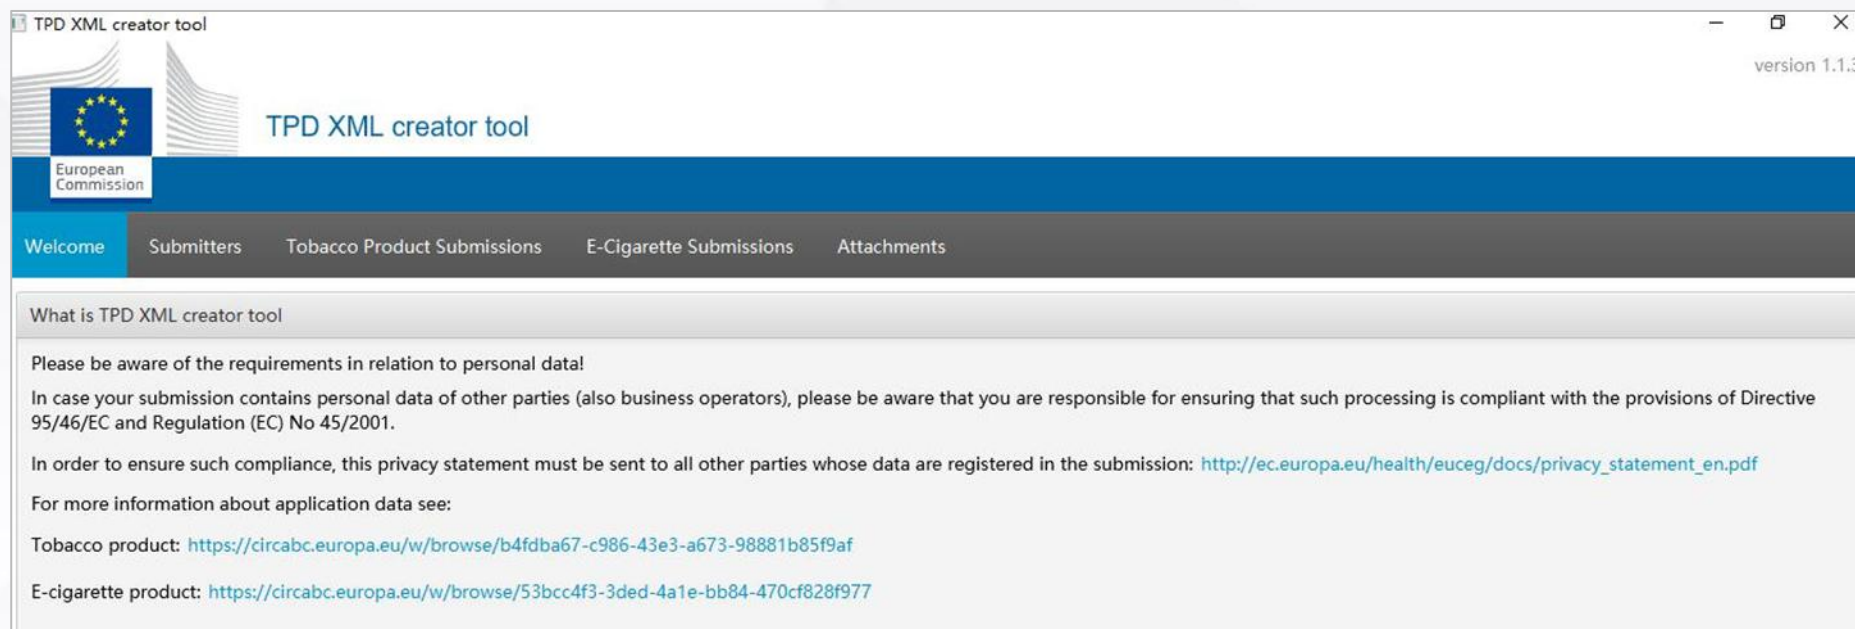 TPD XML creator tool
version 1.1.3
TPD XML creator tool
European
Commission
Welcome Submitters Tobacco Product Submissions E-Cigarette Submissions Attachments
What is TPD XML creator tool
Please be aware of the requirements in relation to personal data!
In case your submission contains personal data of other parties (also business operators), please be aware that you are responsible for ensuring that such processing is compliant with the provisions of Directive
95/46/EC and Regulation (EC) No 45/2001.
In order to ensure such compliance, this privacy statement must be sent to all other parties whose data are registered in the submission: http://ec.europa.eu/health/euceg/docs/privacy_statement_en.pdf
For more information about application data see:
Tobacco product: https://circabc.europa.eu/w/browse/b4fdba67-c986-43e3-a673-98881b85f9af
E-cigarette product: https://circabc.europa.eu/w/browse/53bcc4f3-3ded-4a1e-bb84-470cf828f977